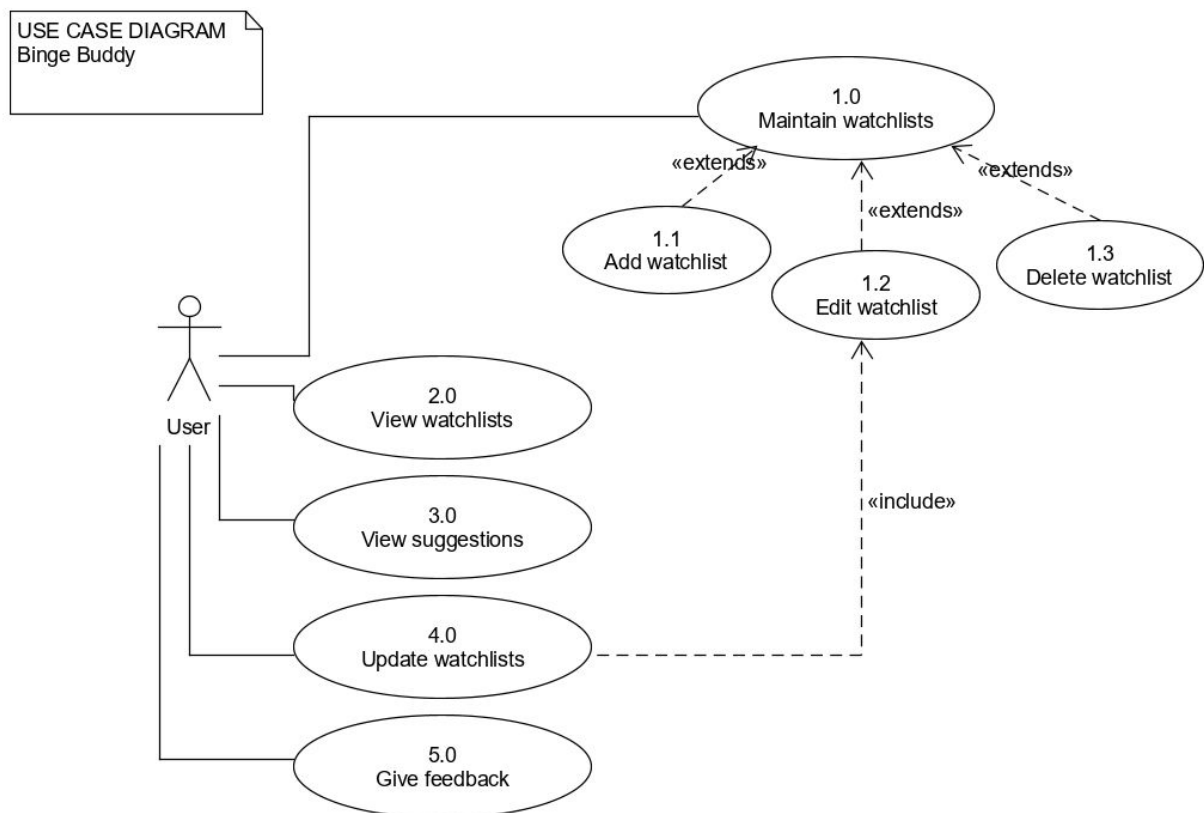 USE CASE DIAGRAM
Binge Buddy
1.0
Maintain watchlists
«extends»
«extends»
«extends»
1.1
Add watchlist
1.2
Edit watchlist
1.3
Delete watchlist
User
2.0
View watchlists
3.0
View suggestions
«include»
4.0
Update watchlists
5.0
Give feedback